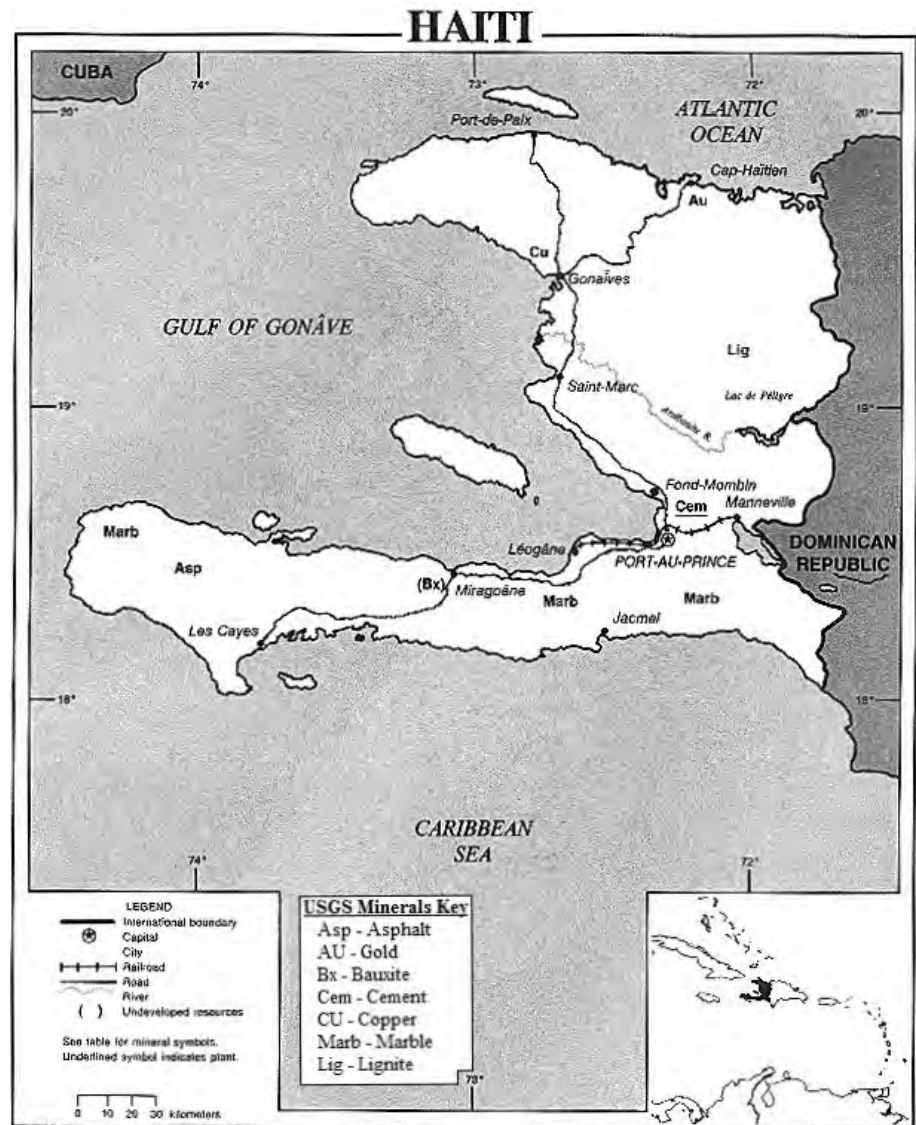 HAITI
CUBA
74°
73°
72°
20°
20°
Port-de-Paix
ATLANTIC
OCEAN
Cap-Haïtien
Au
Cu
Gonaïves
GULF OF GONÂVE
Lig
Saint-Marc
Lac de Péligre
19°
19°
Fond-Mombin
Cem
Manneville
Marb
Léogâne
DOMINICAN
REPUBLIC
Asp
PORT-AU-PRINCE
(Bx)
Miragoâne
Marb
Marb
Les Cayes
Jacmel
18°
18°
CARIBBEAN
SEA
74°
72°
LEGEND
International boundary
Capital
City
Railroad
Road
River
( ) Undeveloped resources
See table for mineral symbols.
Underlined symbol indicates plant.
0 10 20 30 kilometers
USGS Minerals Key
Asp - Asphalt
AU - Gold
Bx - Bauxite
Cem - Cement
CU - Copper
Marb - Marble
Lig - Lignite
73°